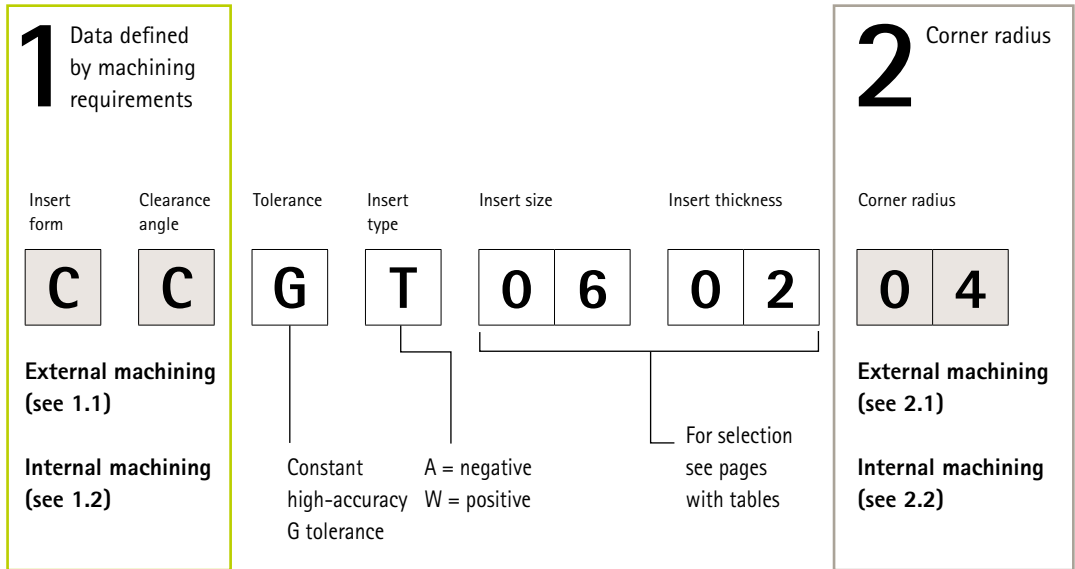 1
Data defined
by machining
requirements
2
Corner radius
Insert
form
Clearance
angle
Tolerance
Insert
type
Insert size
Insert thickness
Corner radius
C C G T 0 6 0 2 0 4
External machining
(see 1.1)
Internal machining
(see 1.2)
Constant
high-accuracy
G tolerance
A = negative
W = positive
For selection
see pages
with tables
External machining
(see 2.1)
Internal machining
(see 2.2)